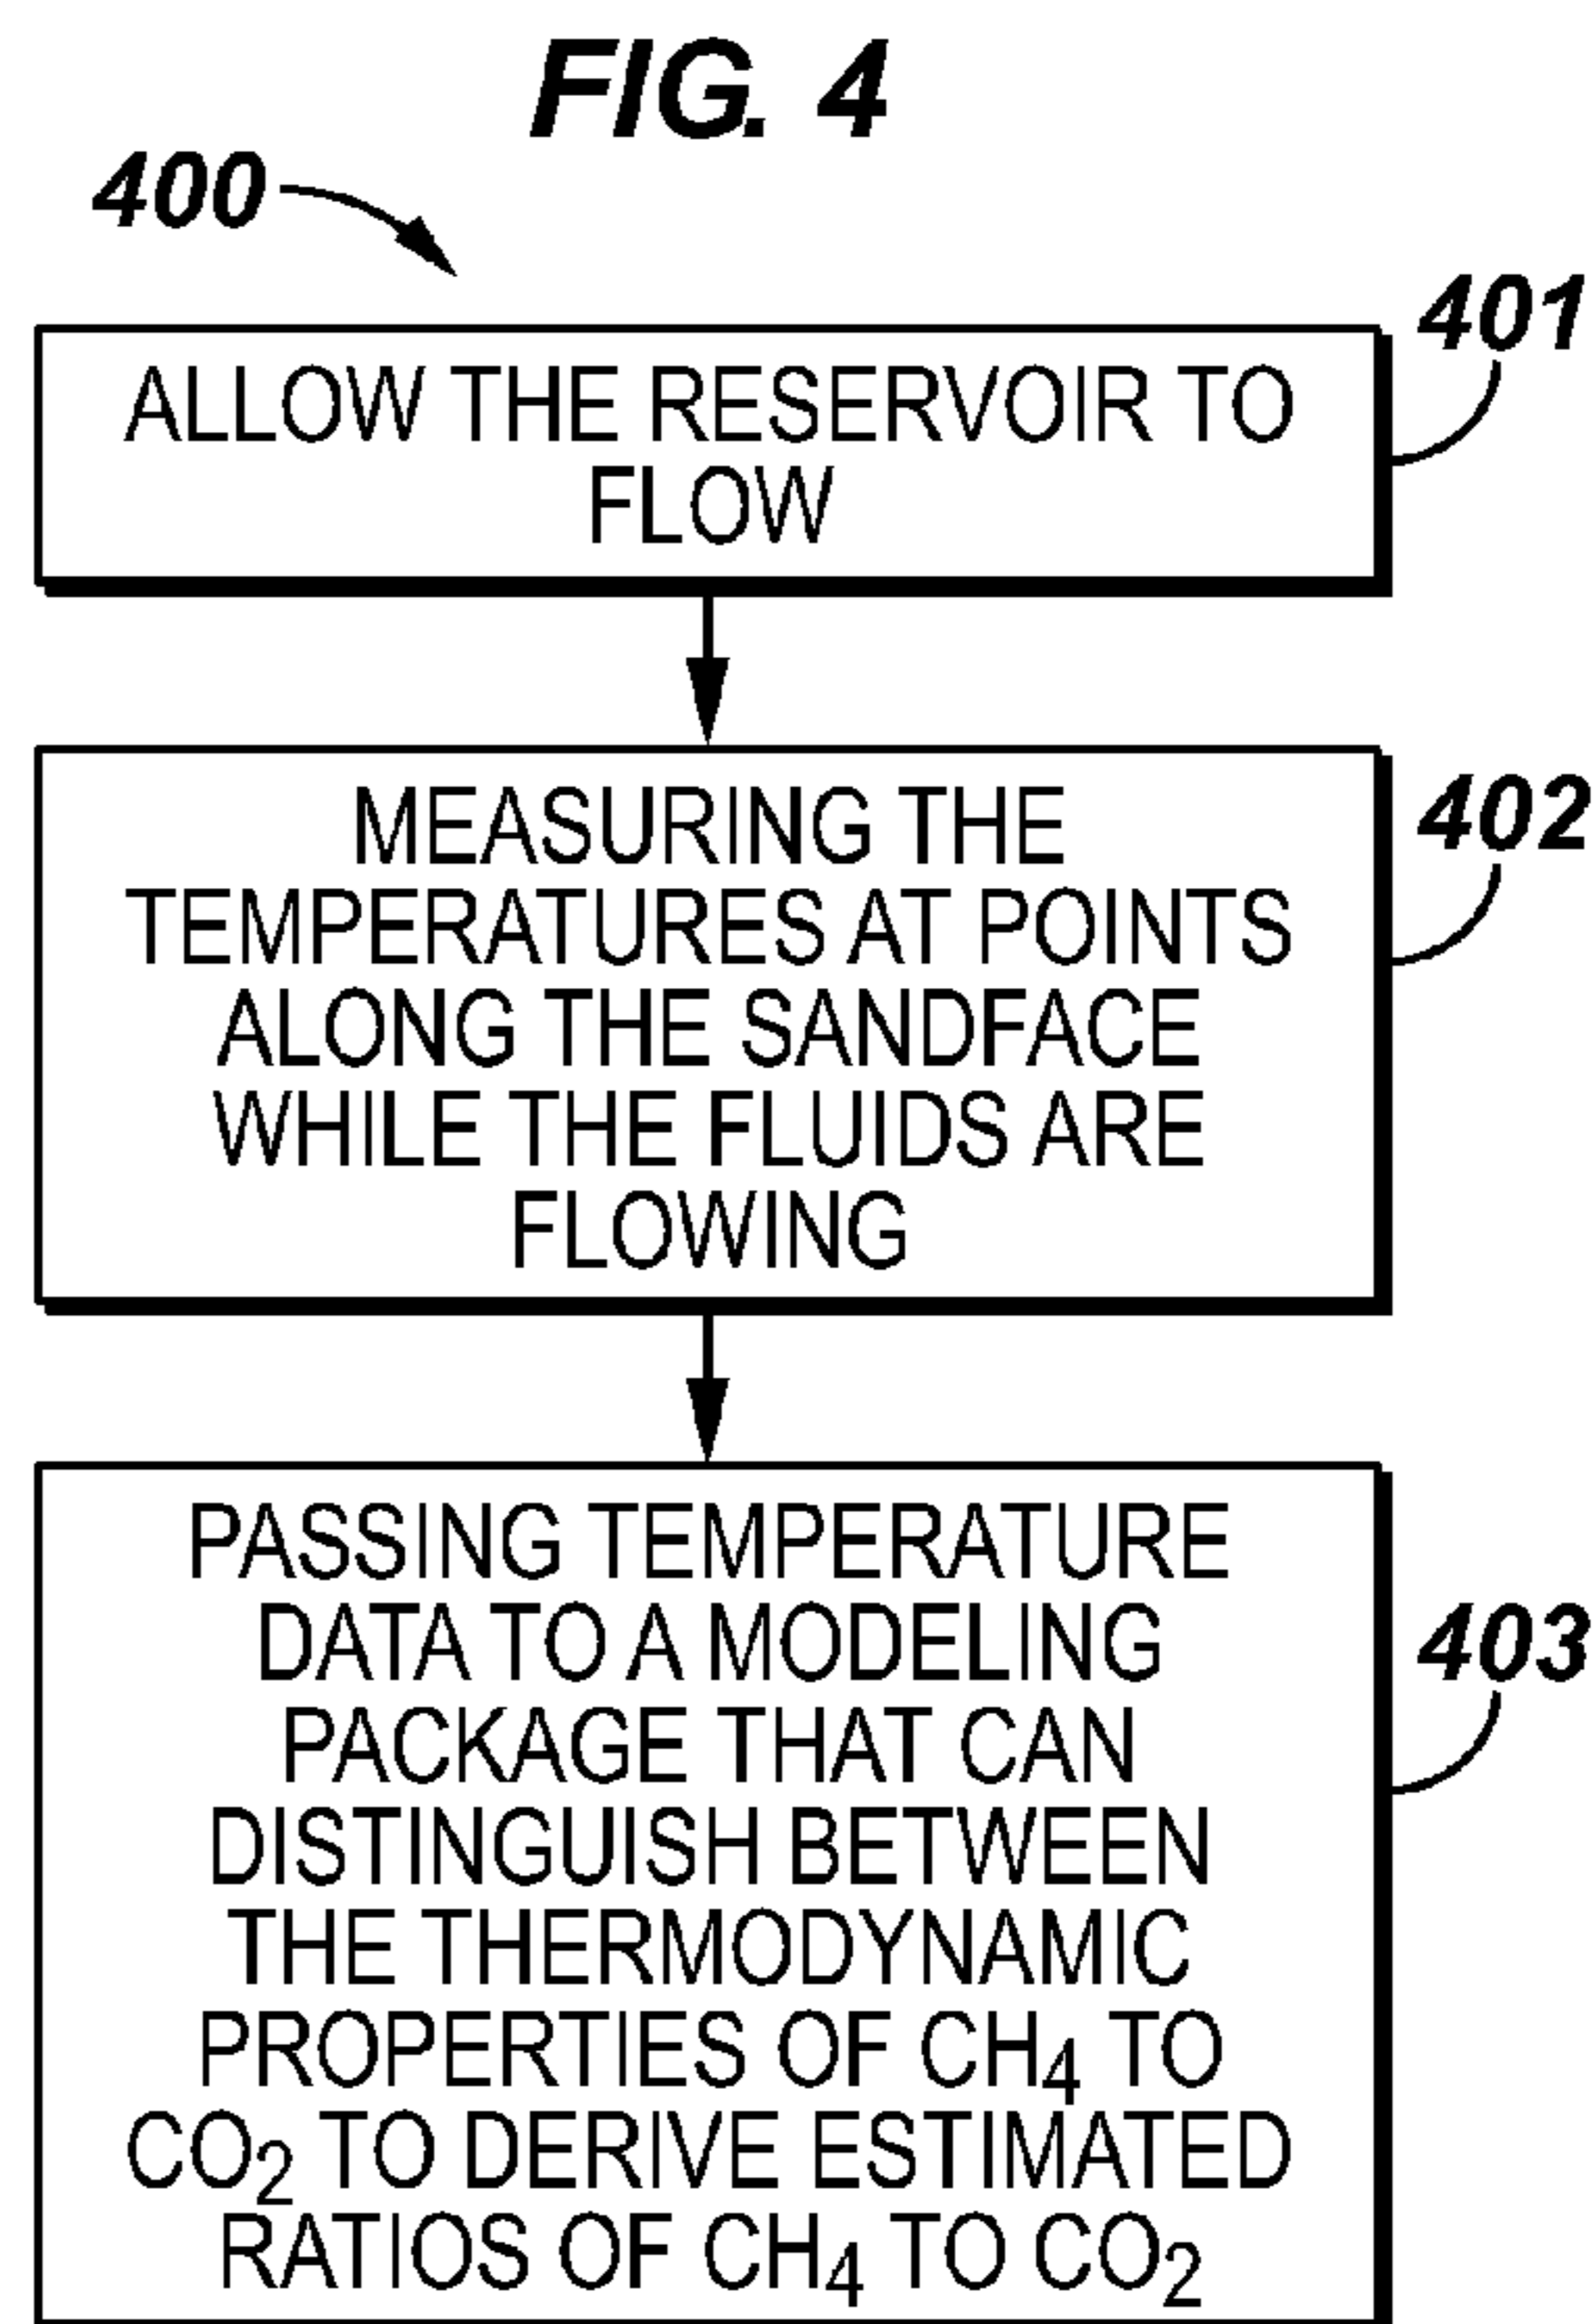 FIG. 4
400
401
ALLOW THE RESERVOIR TO
FLOW
402
MEASURING THE
TEMPERATURES AT POINTS
ALONG THE SANDFACE
WHILE THE FLUIDS ARE
FLOWING
403
PASSING TEMPERATURE
DATA TO A MODELING
PACKAGE THAT CAN
DISTINGUISH BETWEEN
THE THERMODYNAMIC
PROPERTIES OF CH₄ TO
CO₂ TO DERIVE ESTIMATED
RATIOS OF CH₄ TO CO₂